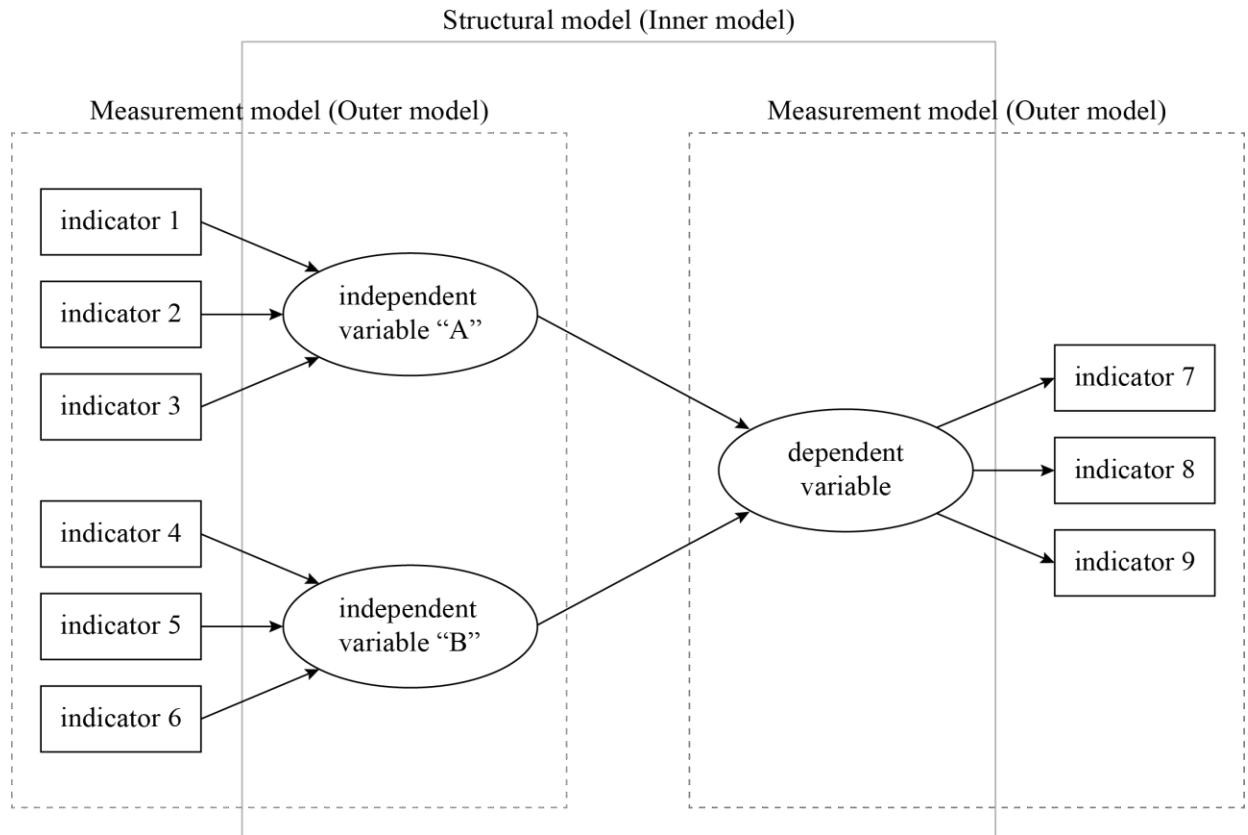 Structural model (Inner model)
Measurement model (Outer model)
Measurement model (Outer model)
indicator 1
indicator 2
indicator 3
independent
variable “A”
indicator 4
indicator 5
indicator 6
independent
variable “B”
dependent
variable
indicator 7
indicator 8
indicator 9